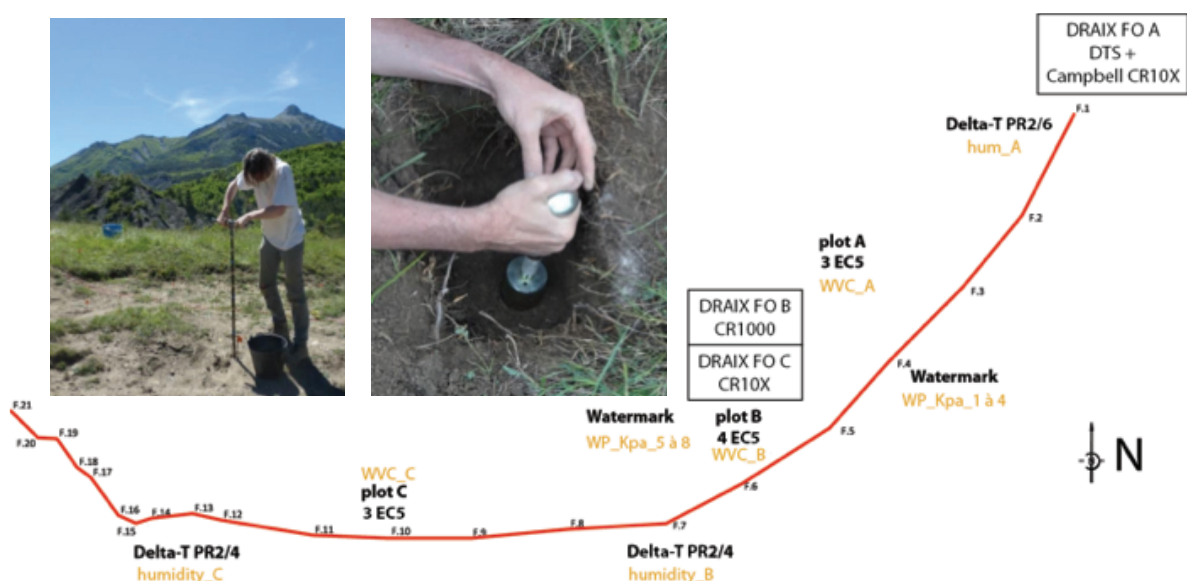 DRAIX FO A
DTS +
Campbell CR10X
F.1
Delta-T PR2/6
hum_A
F.2
plot A
3 EC5
WVC_A
F.3
DRAIX FO B
CR1000
DRAIX FO C
CR10X
F.4
Watermark
WP_Kpa_1 à 4
Watermark
WP_Kpa_5 à 8
plot B
4 EC5
WVC_B
F.5
N
F.6
F.21
F.20
F.19
F.18
F.17
F.16
F.15
F.14
F.13
F.12
WVC_C
plot C
3 EC5
F.11
F.10
F.9
F.8
F.7
Delta-T PR2/4
humidity_C
Delta-T PR2/4
humidity_B